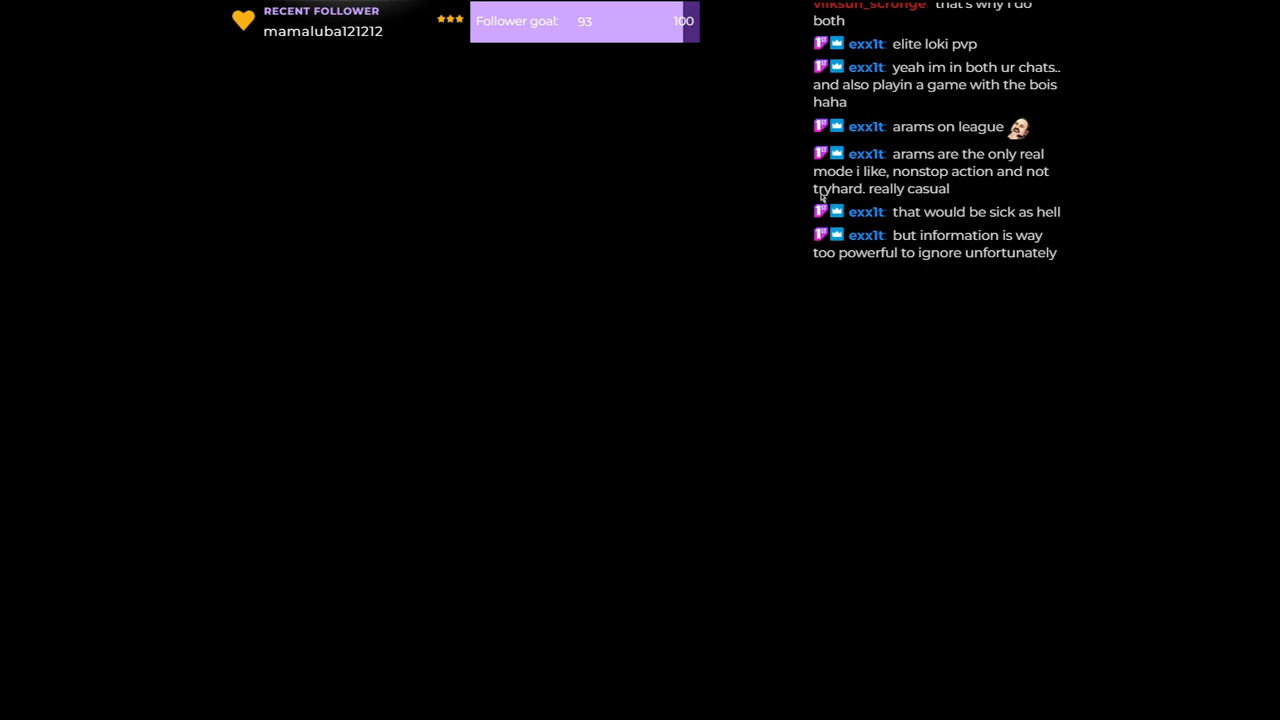 RECENT FOLLOWER
mamaluba121212
Follower goal: 93 100
that's why I do
both
exx1t: elite loki pvp
exx1t: yeah im in both ur chats..
and also playin a game with the bois
haha
exx1t: arams on league
exx1t: arams are the only real
mode i like, nonstop action and not
tryhard. really casual
exx1t: that would be sick as hell
exx1t: but information is way
too powerful to ignore unfortunately